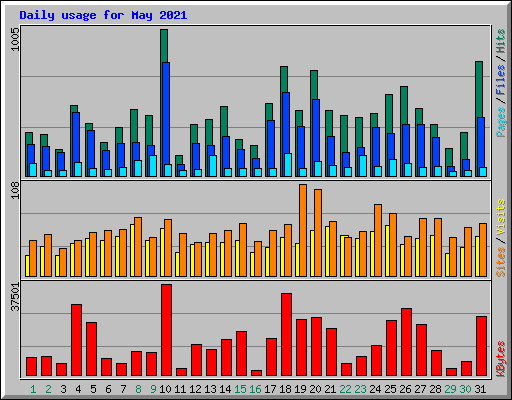 Daily usage for May 2021
1005
Pages / Files / Hits
108
Sites / Visits
37501
KBytes
1 2 3 4 5 6 7 8 9 10 11 12 13 14 15 16 17 18 19 20 21 22 23 24 25 26 27 28 29 30 31